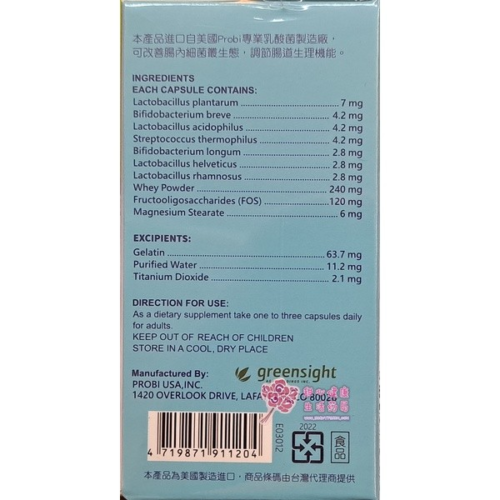 本產品進口自美國Probi專業乳酸菌製造廠，
可改善腸內細菌叢生態，調節腸道生理機能。
INGREDIENTS
EACH CAPSULE CONTAINS:
Lactobacillus plantarum 7 mg
Bifidobacterium breve 4.2 mg
Lactobacillus acidophilus 4.2 mg
Streptococcus thermophilus 4.2 mg
Bifidobacterium longum 2.8 mg
Lactobacillus helveticus 2.8 mg
Lactobacillus rhamnosus 2.8 mg
Whey Powder 240 mg
Fructooligosaccharides (FOS) 120 mg
Magnesium Stearate 6 mg
EXCIPIENTS:
Gelatin 63.7 mg
Purified Water 11.2 mg
Titanium Dioxide 2.1 mg
DIRECTION FOR USE:
As a dietary supplement take one to three capsules daily
for adults.
KEEP OUT OF REACH OF CHILDREN
STORE IN A COOL, DRY PLACE
Manufactured By:
PROBI USA,INC.
1420 OVERLOOK DRIVE, CO 80026
greensight
E03012
2022
食品
4 719871 911204
本產品為美國製造進口，商品條碼由台灣代理商提供